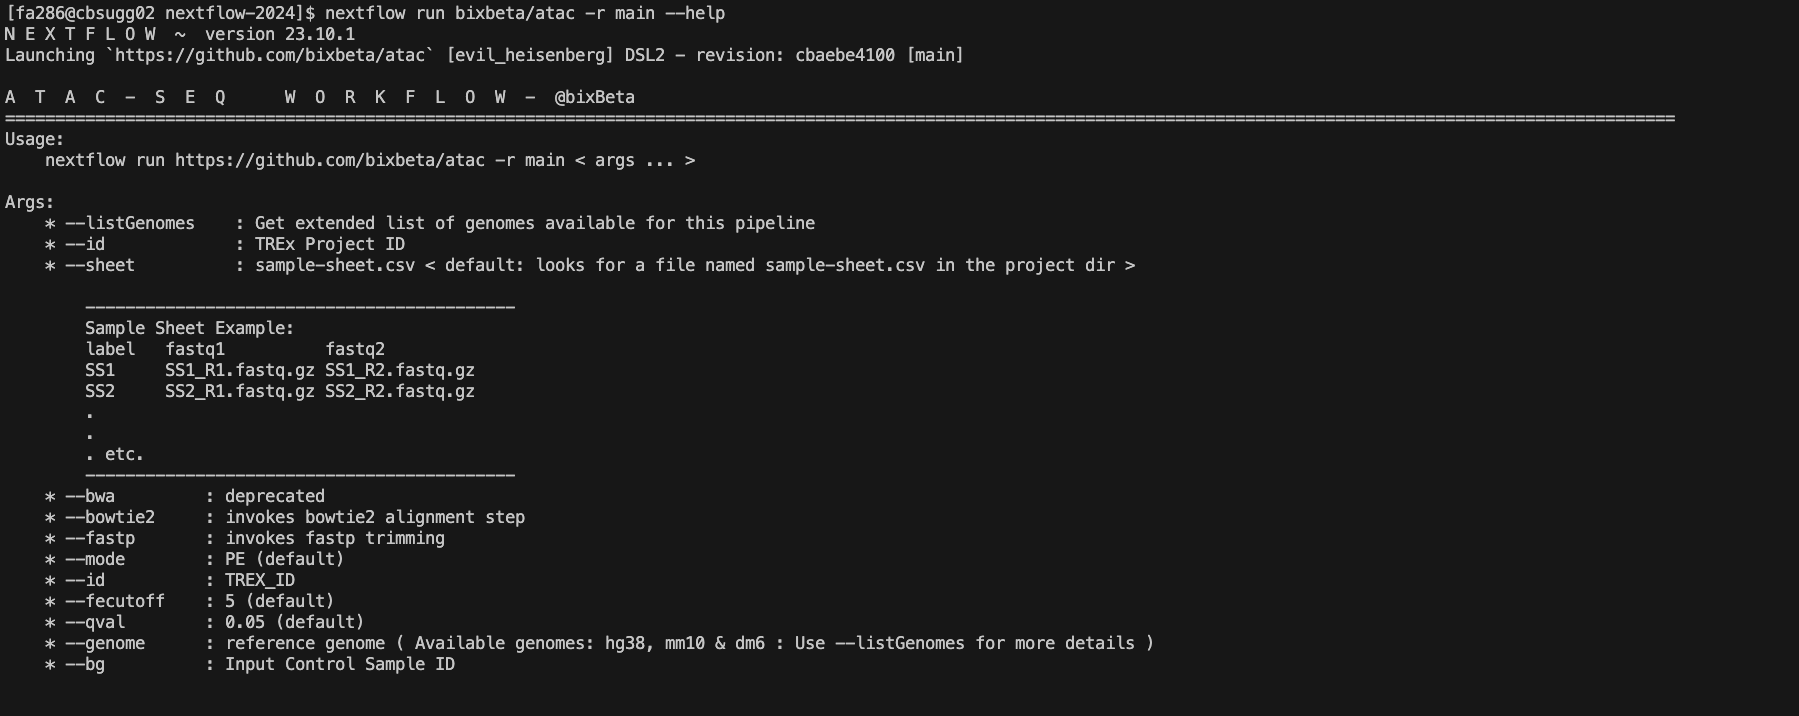 [fa286@cbsugg02 nextflow-2024]$ nextflow run bixbeta/atac -r main --help
N E X T F L O W  ~  version 23.10.1
Launching `https://github.com/bixbeta/atac` [evil_heisenberg] DSL2 - revision: cbaebe4100 [main]

A  T  A  C  -  S  E  Q      W  O  R  K  F  L  O  W  -  @bixBeta
=======================================================================================================================================================================
Usage:
    nextflow run https://github.com/bixbeta/atac -r main < args ... >

Args:
    * --listGenomes    : Get extended list of genomes available for this pipeline
    * --id             : TREx Project ID
    * --sheet          : sample-sheet.csv < default: looks for a file named sample-sheet.csv in the project dir >

        -------------------------------------------
        Sample Sheet Example:
        label   fastq1          fastq2
        SS1     SS1_R1.fastq.gz SS1_R2.fastq.gz
        SS2     SS2_R1.fastq.gz SS2_R2.fastq.gz
        .
        .
        . etc.
        -------------------------------------------
    * --bwa         : deprecated
    * --bowtie2     : invokes bowtie2 alignment step
    * --fastp       : invokes fastp trimming
    * --mode        : PE (default)
    * --id          : TREX_ID
    * --fecutoff    : 5 (default)
    * --qval        : 0.05 (default)
    * --genome      : reference genome ( Available genomes: hg38, mm10 & dm6 : Use --listGenomes for more details )
    * --bg          : Input Control Sample ID